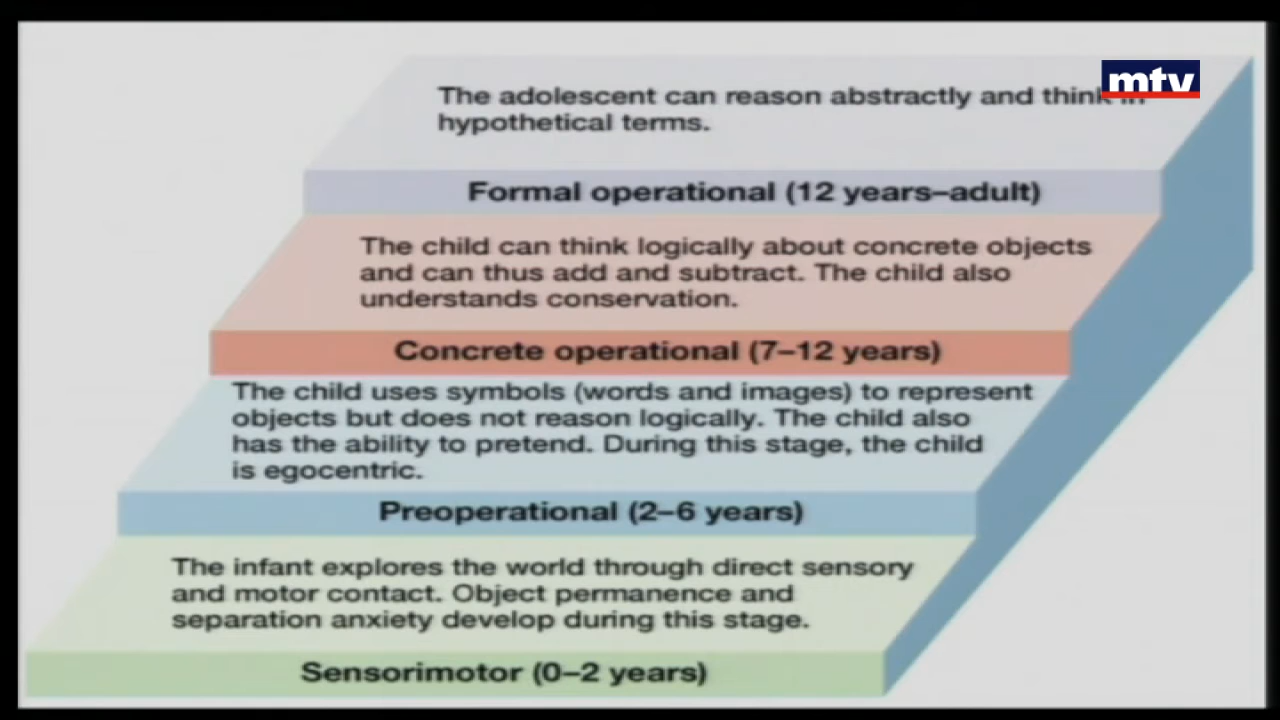 mtv
The adolescent can reason abstractly and think in
hypothetical terms.
Formal operational (12 years–adult)
The child can think logically about concrete objects
and can thus add and subtract. The child also
understands conservation.
Concrete operational (7–12 years)
The child uses symbols (words and images) to represent
objects but does not reason logically. The child also
has the ability to pretend. During this stage, the child
is egocentric.
Preoperational (2–6 years)
The infant explores the world through direct sensory
and motor contact. Object permanence and
separation anxiety develop during this stage.
Sensorimotor (0–2 years)